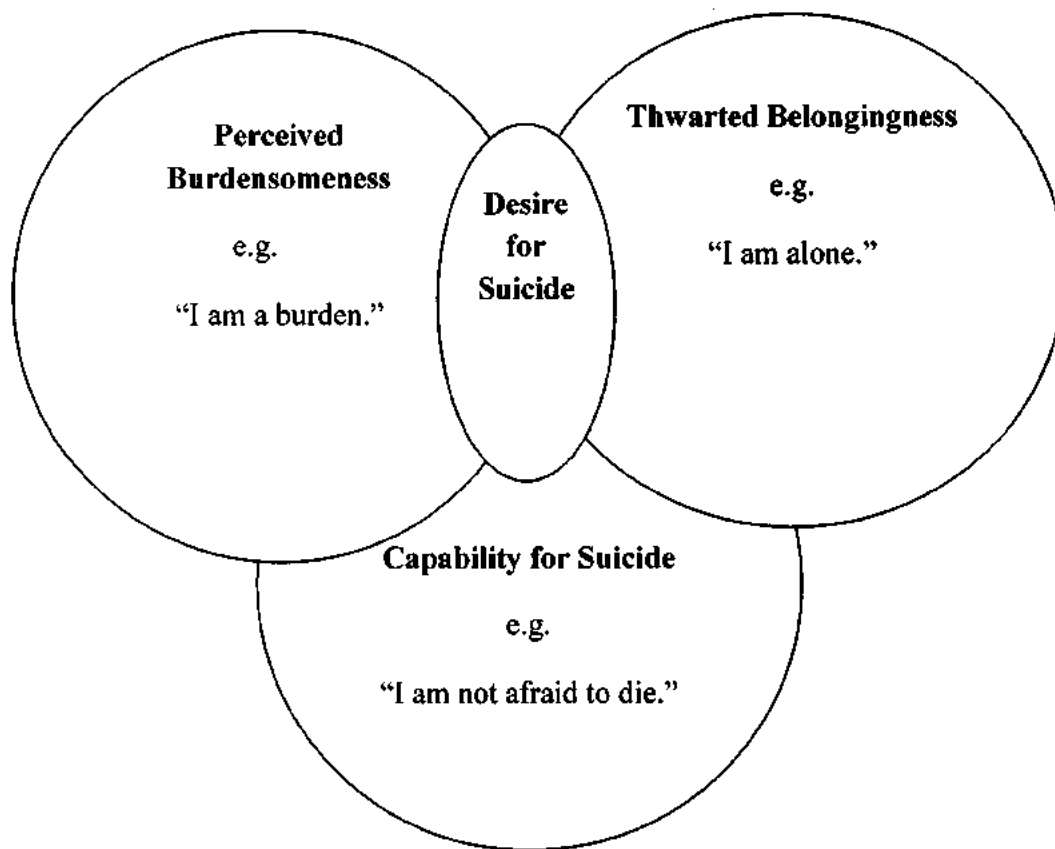 Perceived
Burdensomeness
e.g.
“I am a burden.”
Desire
for
Suicide
Thwarted Belongingness
e.g.
“I am alone.”
Capability for Suicide
e.g.
“I am not afraid to die.”